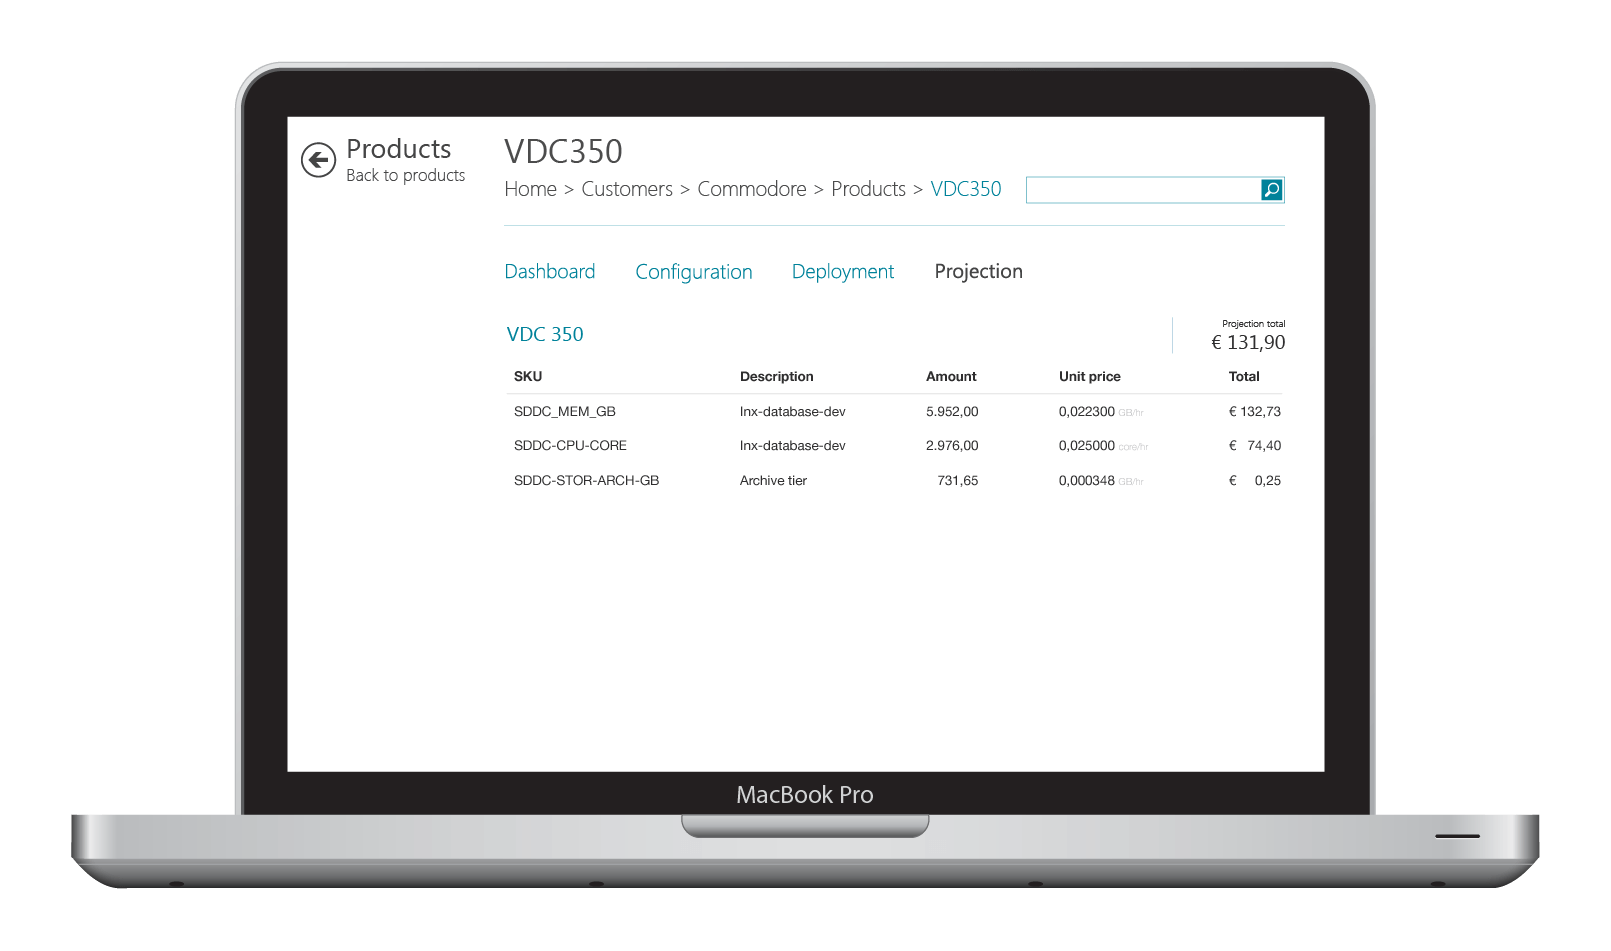 Products
Back to products
VDC350
Home > Customers > Commodore > Products > VDC350
Dashboard Configuration Deployment Projection
VDC 350
Projection total
€ 131,90
SKU Description Amount Unit price Total
SDDC_MEM_GB lnx-database-dev 5.952,00 0,022300 GB/hr € 132,73
SDDC-CPU-CORE lnx-database-dev 2.976,00 0,025000 core/hr € 74,40
SDDC-STOR-ARCH-GB Archive tier 731,65 0,000348 GB/hr € 0,25
MacBook Pro